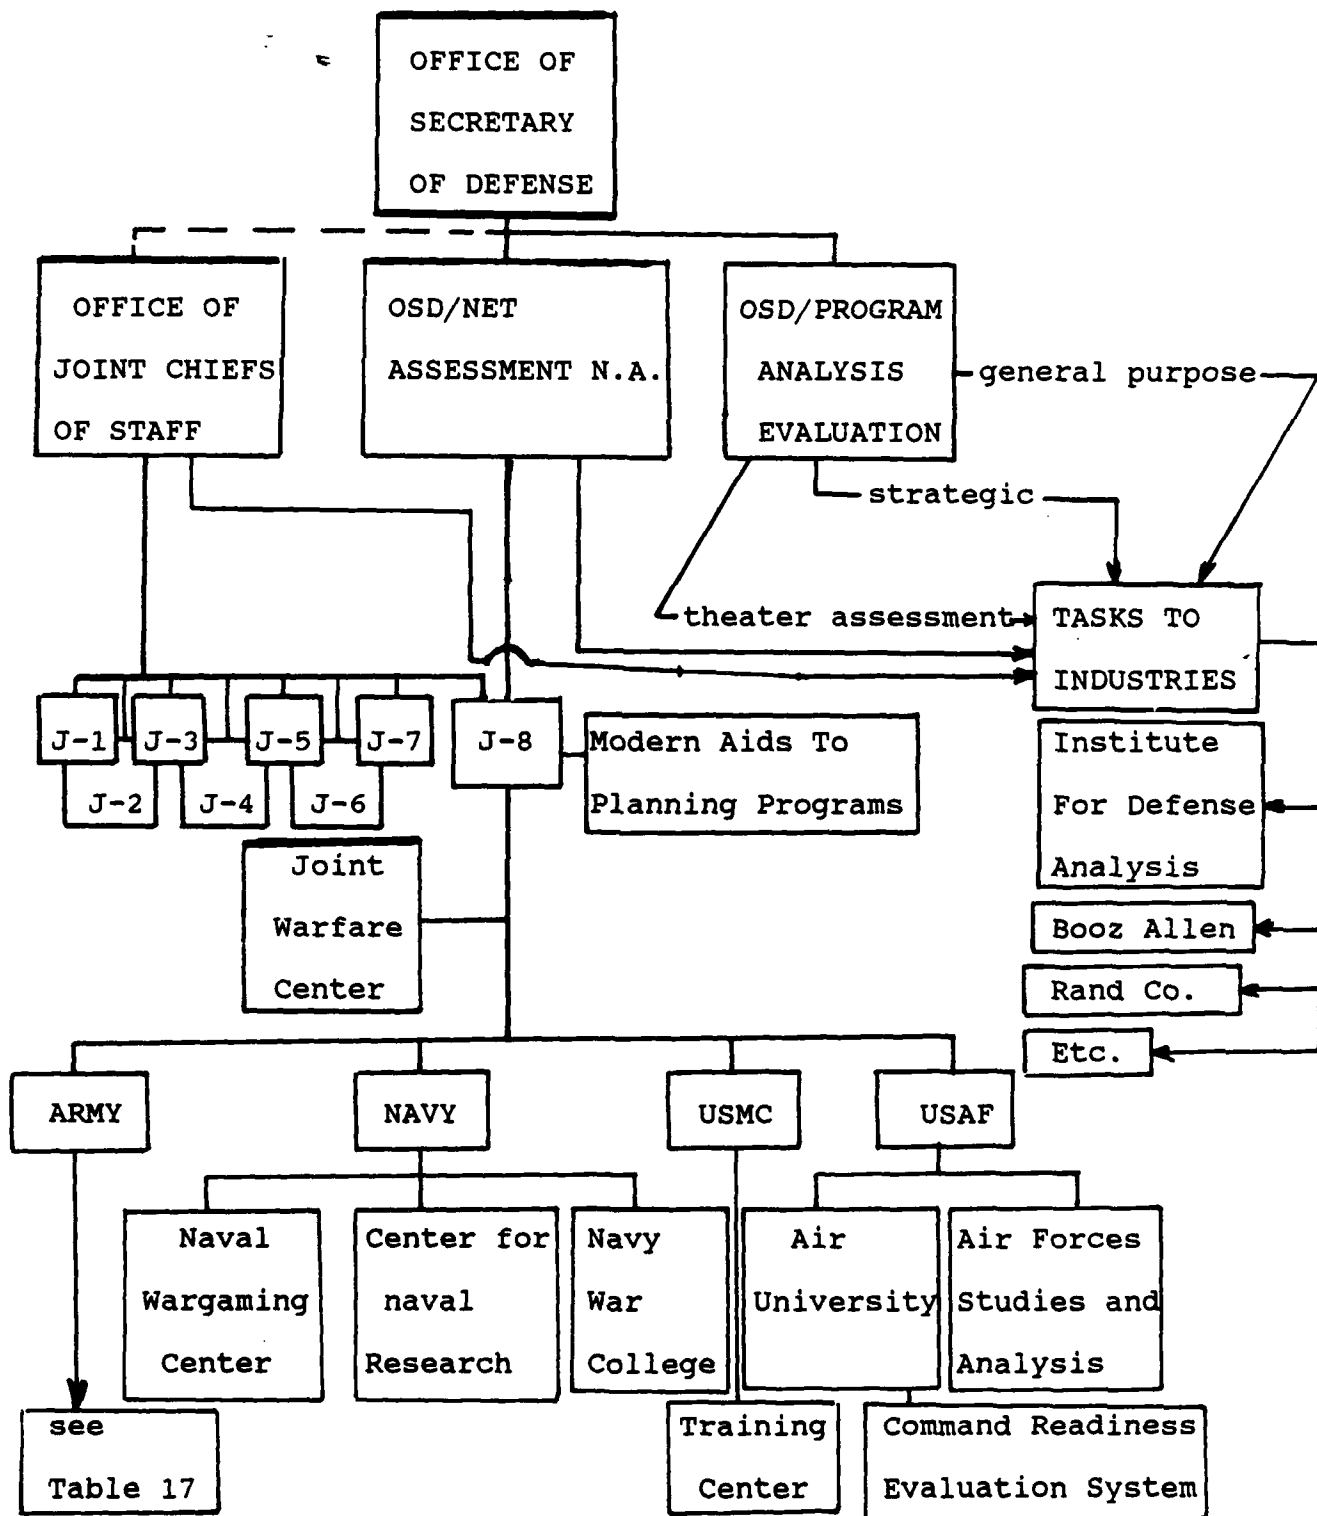 OFFICE OF
SECRETARY
OF DEFENSE
OFFICE OF
JOINT CHIEFS
OF STAFF
OSD/NET
ASSESSMENT N.A.
OSD/PROGRAM
ANALYSIS
EVALUATION
general purpose
strategic
theater assessment
TASKS TO
INDUSTRIES
J-1
J-3
J-5
J-7
J-8
J-2
J-4
J-6
Modern Aids To
Planning Programs
Institute
For Defense
Analysis
Booz Allen
Rand Co.
Etc.
Joint
Warfare
Center
ARMY
NAVY
USMC
USAF
Naval
Wargaming
Center
Center for
naval
Research
Navy
War
College
Air
University
Air Forces
Studies and
Analysis
see
Table 17
Training
Center
Command Readiness
Evaluation System